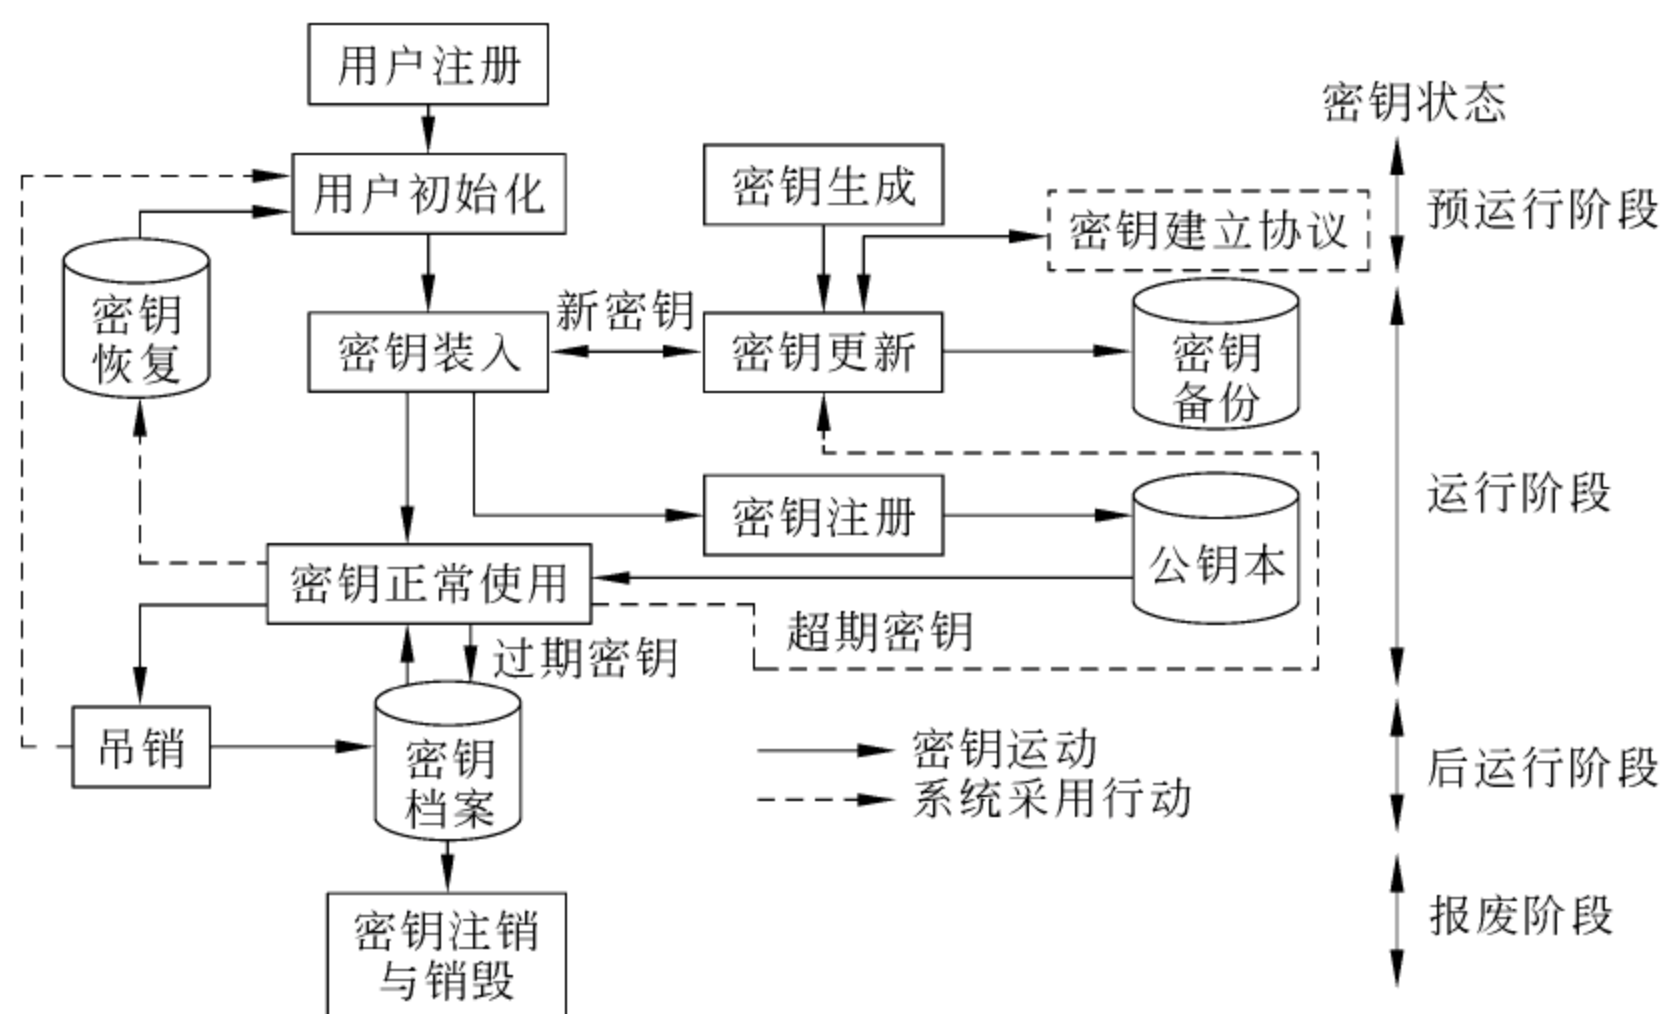 用户注册
密钥状态
用户初始化
密钥生成
密钥建立协议
预运行阶段
密钥
恢复
密钥装入
新密钥
密钥更新
密钥
备份
密钥注册
公钥本
运行阶段
密钥正常使用
超期密钥
过期密钥
吊销
密钥
档案
密钥运动
系统采用行动
后运行阶段
密钥注销
与销毁
报废阶段